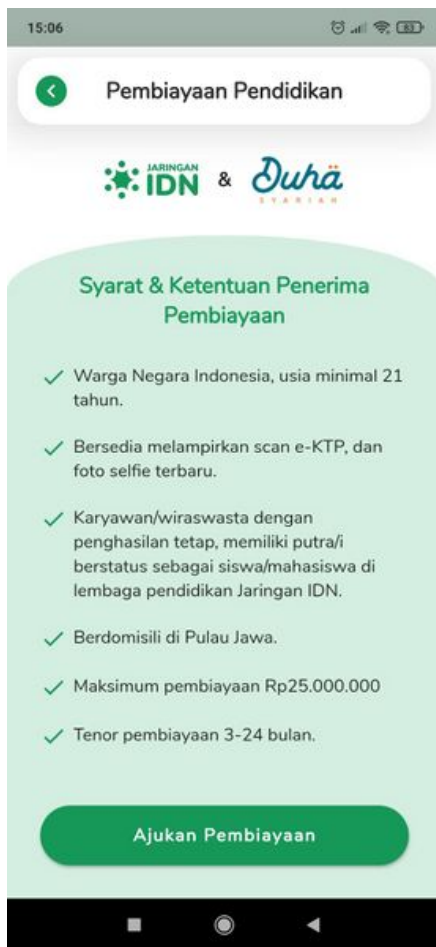 15:06
63
Pembiayaan Pendidikan
JARINGAN
IDN & Duhä
SYARIAH
Syarat & Ketentuan Penerima
Pembiayaan
Warga Negara Indonesia, usia minimal 21
tahun.
Bersedia melampirkan scan e-KTP, dan
foto selfie terbaru.
Karyawan/wiraswasta dengan
penghasilan tetap, memiliki putra/i
berstatus sebagai siswa/mahasiswa di
lembaga pendidikan Jaringan IDN.
Berdomisili di Pulau Jawa.
Maksimum pembiayaan Rp25.000.000
Tenor pembiayaan 3-24 bulan.
Ajukan Pembiayaan